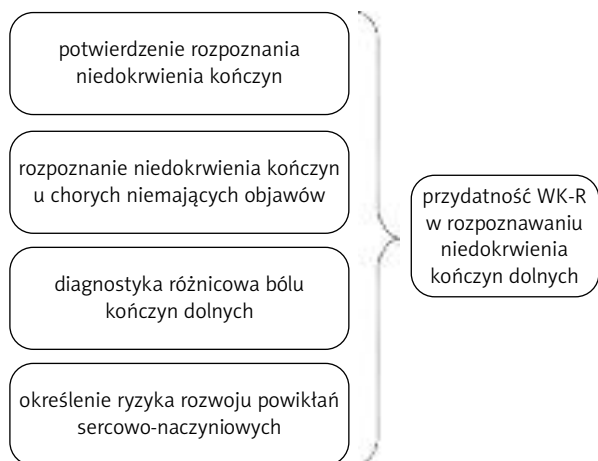 potwierdzenie rozpoznania
niedokrwienia kończyn
rozpoznanie niedokrwienia kończyn
u chorych niemających objawów
diagnostyka różnicowa bólu
kończyn dolnych
określenie ryzyka rozwoju powikłań
sercowo-naczyniowych
przydatność WK-R
w rozpoznawaniu
niedokrwienia
kończyn dolnych